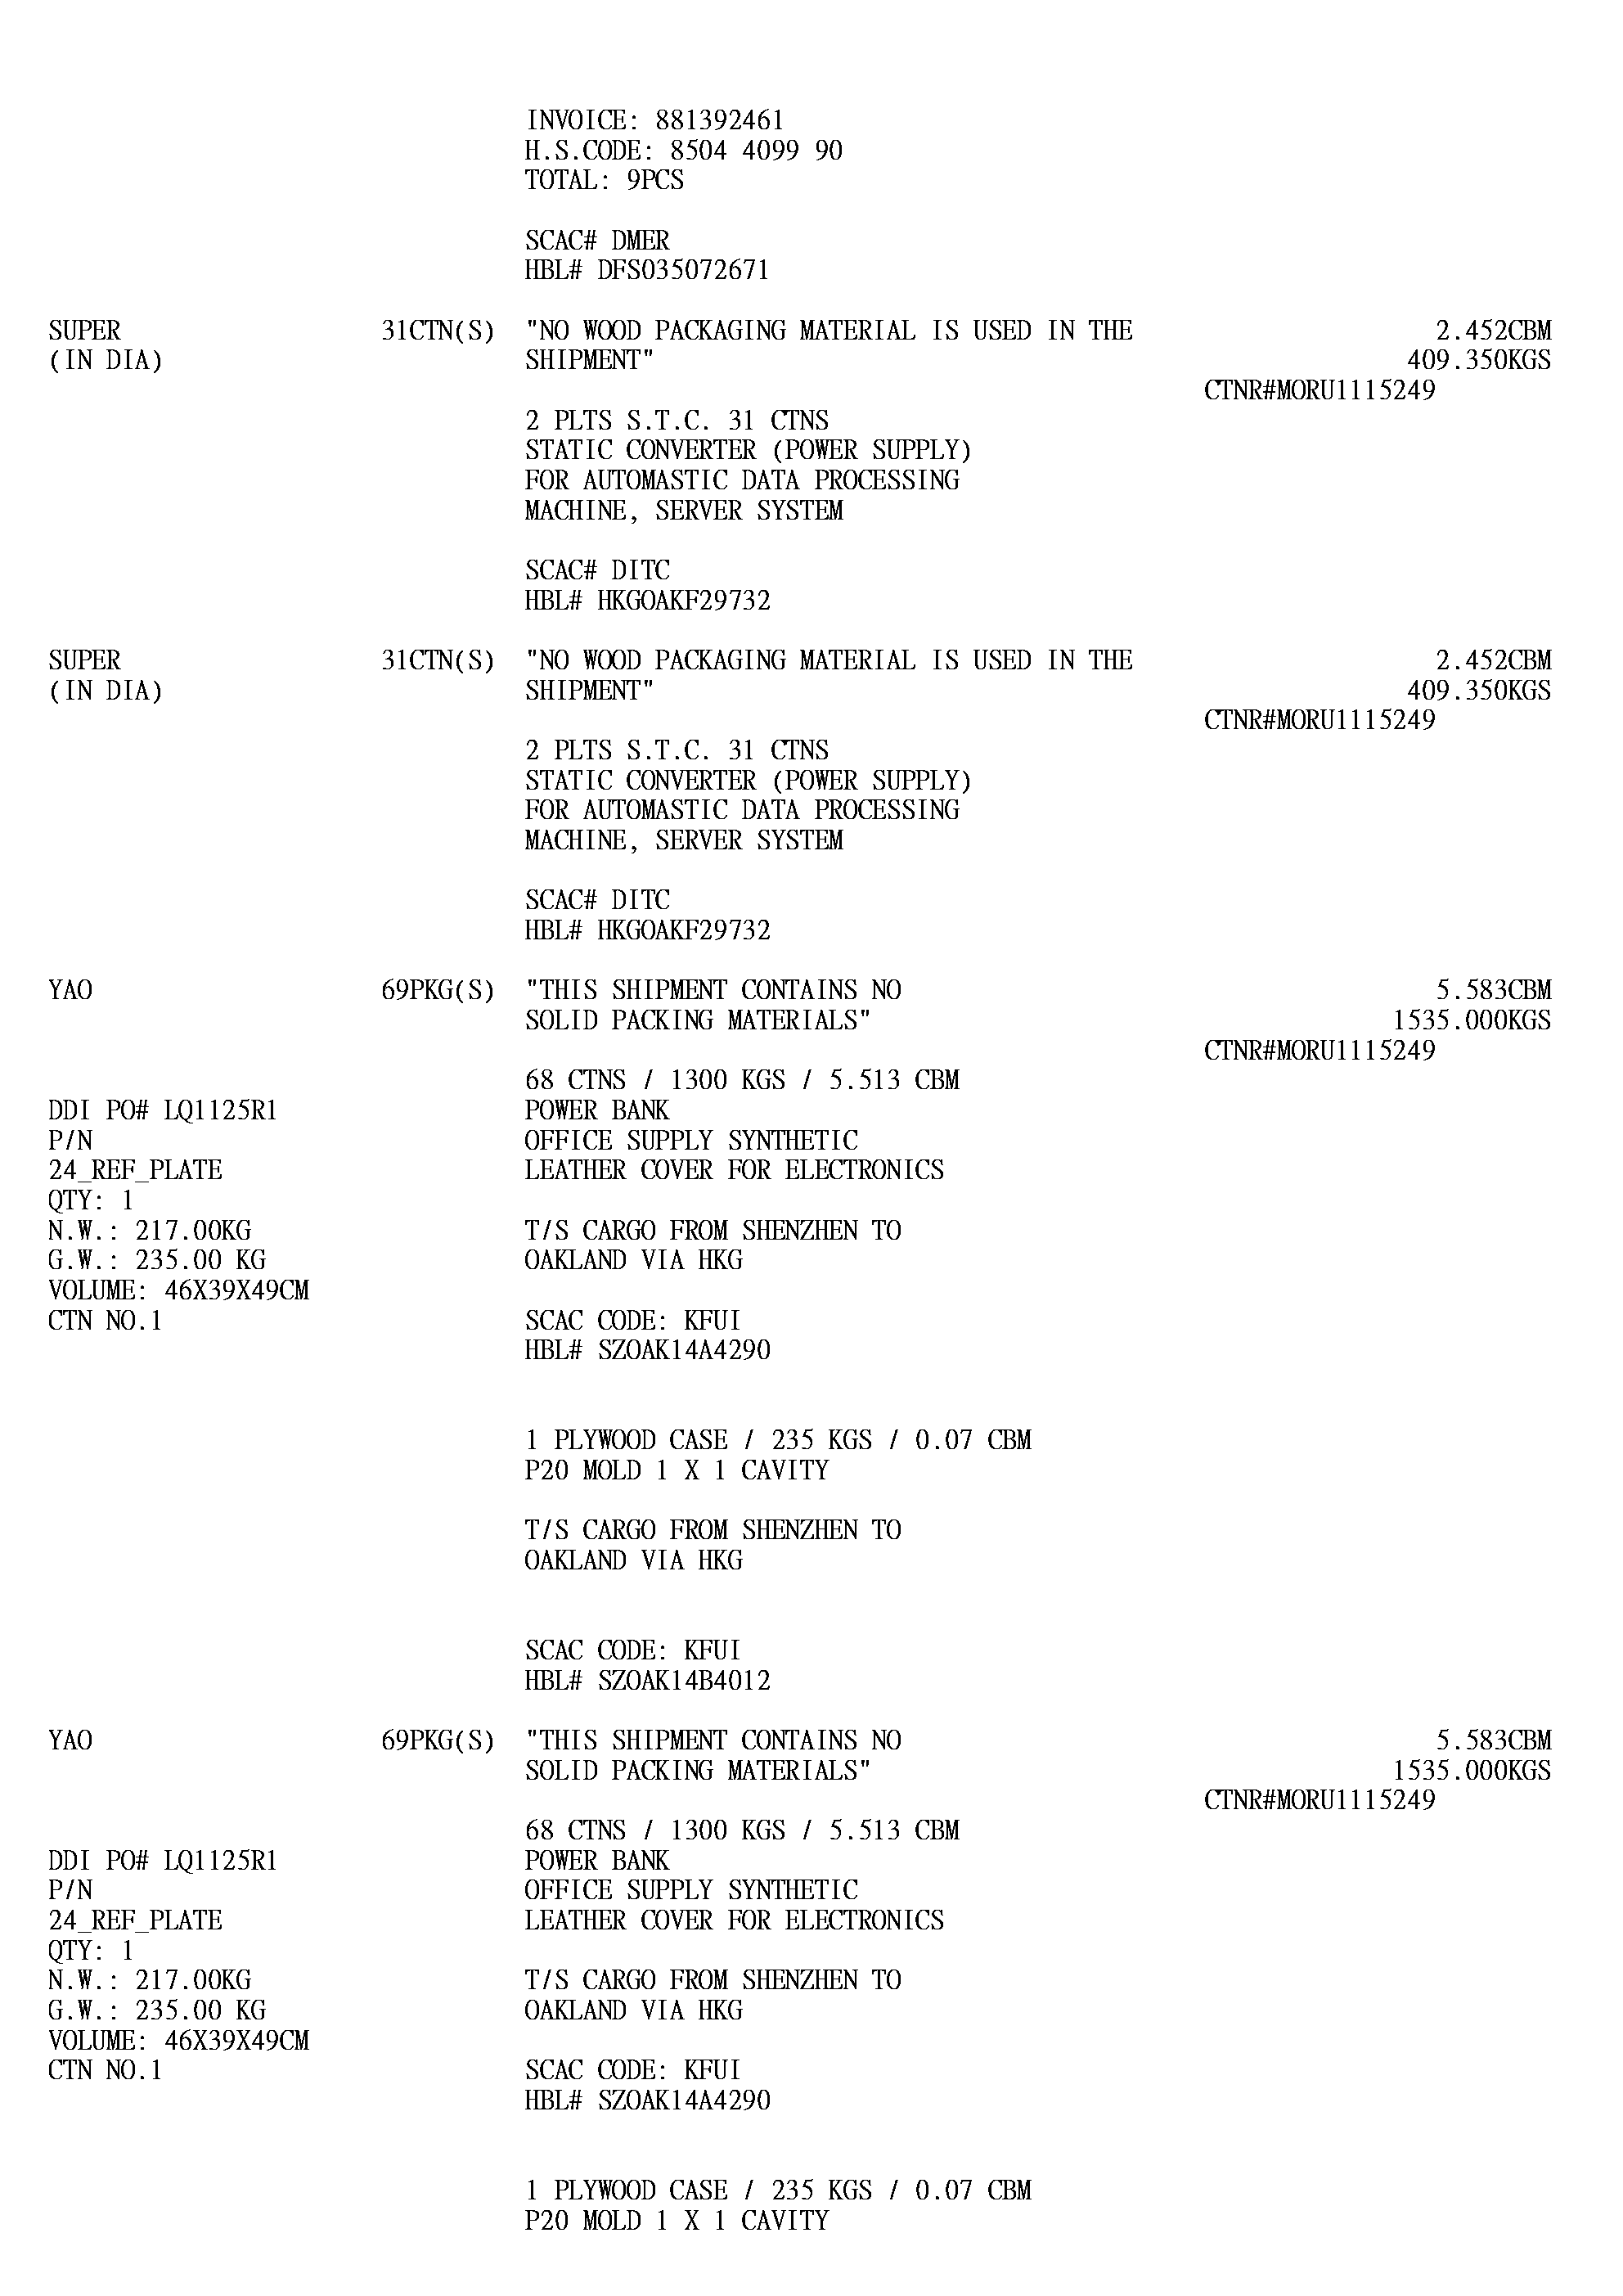 INVOICE: 881392461
H.S.CODE: 8504 4099 90
TOTAL: 9PCS
SCAC# DMER
HBL# DFS035072671
SUPER 31CTN(S) "NO WOOD PACKAGING MATERIAL IS USED IN THE 2.452CBM
(IN DIA) SHIPMENT" 409.350KGS
CTNR#MORU1115249
2 PLTS S.T.C. 31 CTNS
STATIC CONVERTER (POWER SUPPLY)
FOR AUTOMASTIC DATA PROCESSING
MACHINE, SERVER SYSTEM
SCAC# DITC
HBL# HKGOAKF29732
SUPER 31CTN(S) "NO WOOD PACKAGING MATERIAL IS USED IN THE 2.452CBM
(IN DIA) SHIPMENT" 409.350KGS
CTNR#MORU1115249
2 PLTS S.T.C. 31 CTNS
STATIC CONVERTER (POWER SUPPLY)
FOR AUTOMASTIC DATA PROCESSING
MACHINE, SERVER SYSTEM
SCAC# DITC
HBL# HKGOAKF29732
YAO 69PKG(S) "THIS SHIPMENT CONTAINS NO 5.583CBM
SOLID PACKING MATERIALS" 1535.000KGS
CTNR#MORU1115249
68 CTNS / 1300 KGS / 5.513 CBM
DDI PO# LQ1125R1 POWER BANK
P/N OFFICE SUPPLY SYNTHETIC
24_REF_PLATE LEATHER COVER FOR ELECTRONICS
QTY: 1
N.W.: 217.00KG T/S CARGO FROM SHENZHEN TO
G.W.: 235.00 KG OAKLAND VIA HKG
VOLUME: 46X39X49CM
CTN NO.1 SCAC CODE: KFUI
HBL# SZOAK14A4290
1 PLYWOOD CASE / 235 KGS / 0.07 CBM
P20 MOLD 1 X 1 CAVITY
T/S CARGO FROM SHENZHEN TO
OAKLAND VIA HKG
SCAC CODE: KFUI
HBL# SZOAK14B4012
YAO 69PKG(S) "THIS SHIPMENT CONTAINS NO 5.583CBM
SOLID PACKING MATERIALS" 1535.000KGS
CTNR#MORU1115249
68 CTNS / 1300 KGS / 5.513 CBM
DDI PO# LQ1125R1 POWER BANK
P/N OFFICE SUPPLY SYNTHETIC
24_REF_PLATE LEATHER COVER FOR ELECTRONICS
QTY: 1
N.W.: 217.00KG T/S CARGO FROM SHENZHEN TO
G.W.: 235.00 KG OAKLAND VIA HKG
VOLUME: 46X39X49CM
CTN NO.1 SCAC CODE: KFUI
HBL# SZOAK14A4290
1 PLYWOOD CASE / 235 KGS / 0.07 CBM
P20 MOLD 1 X 1 CAVITY